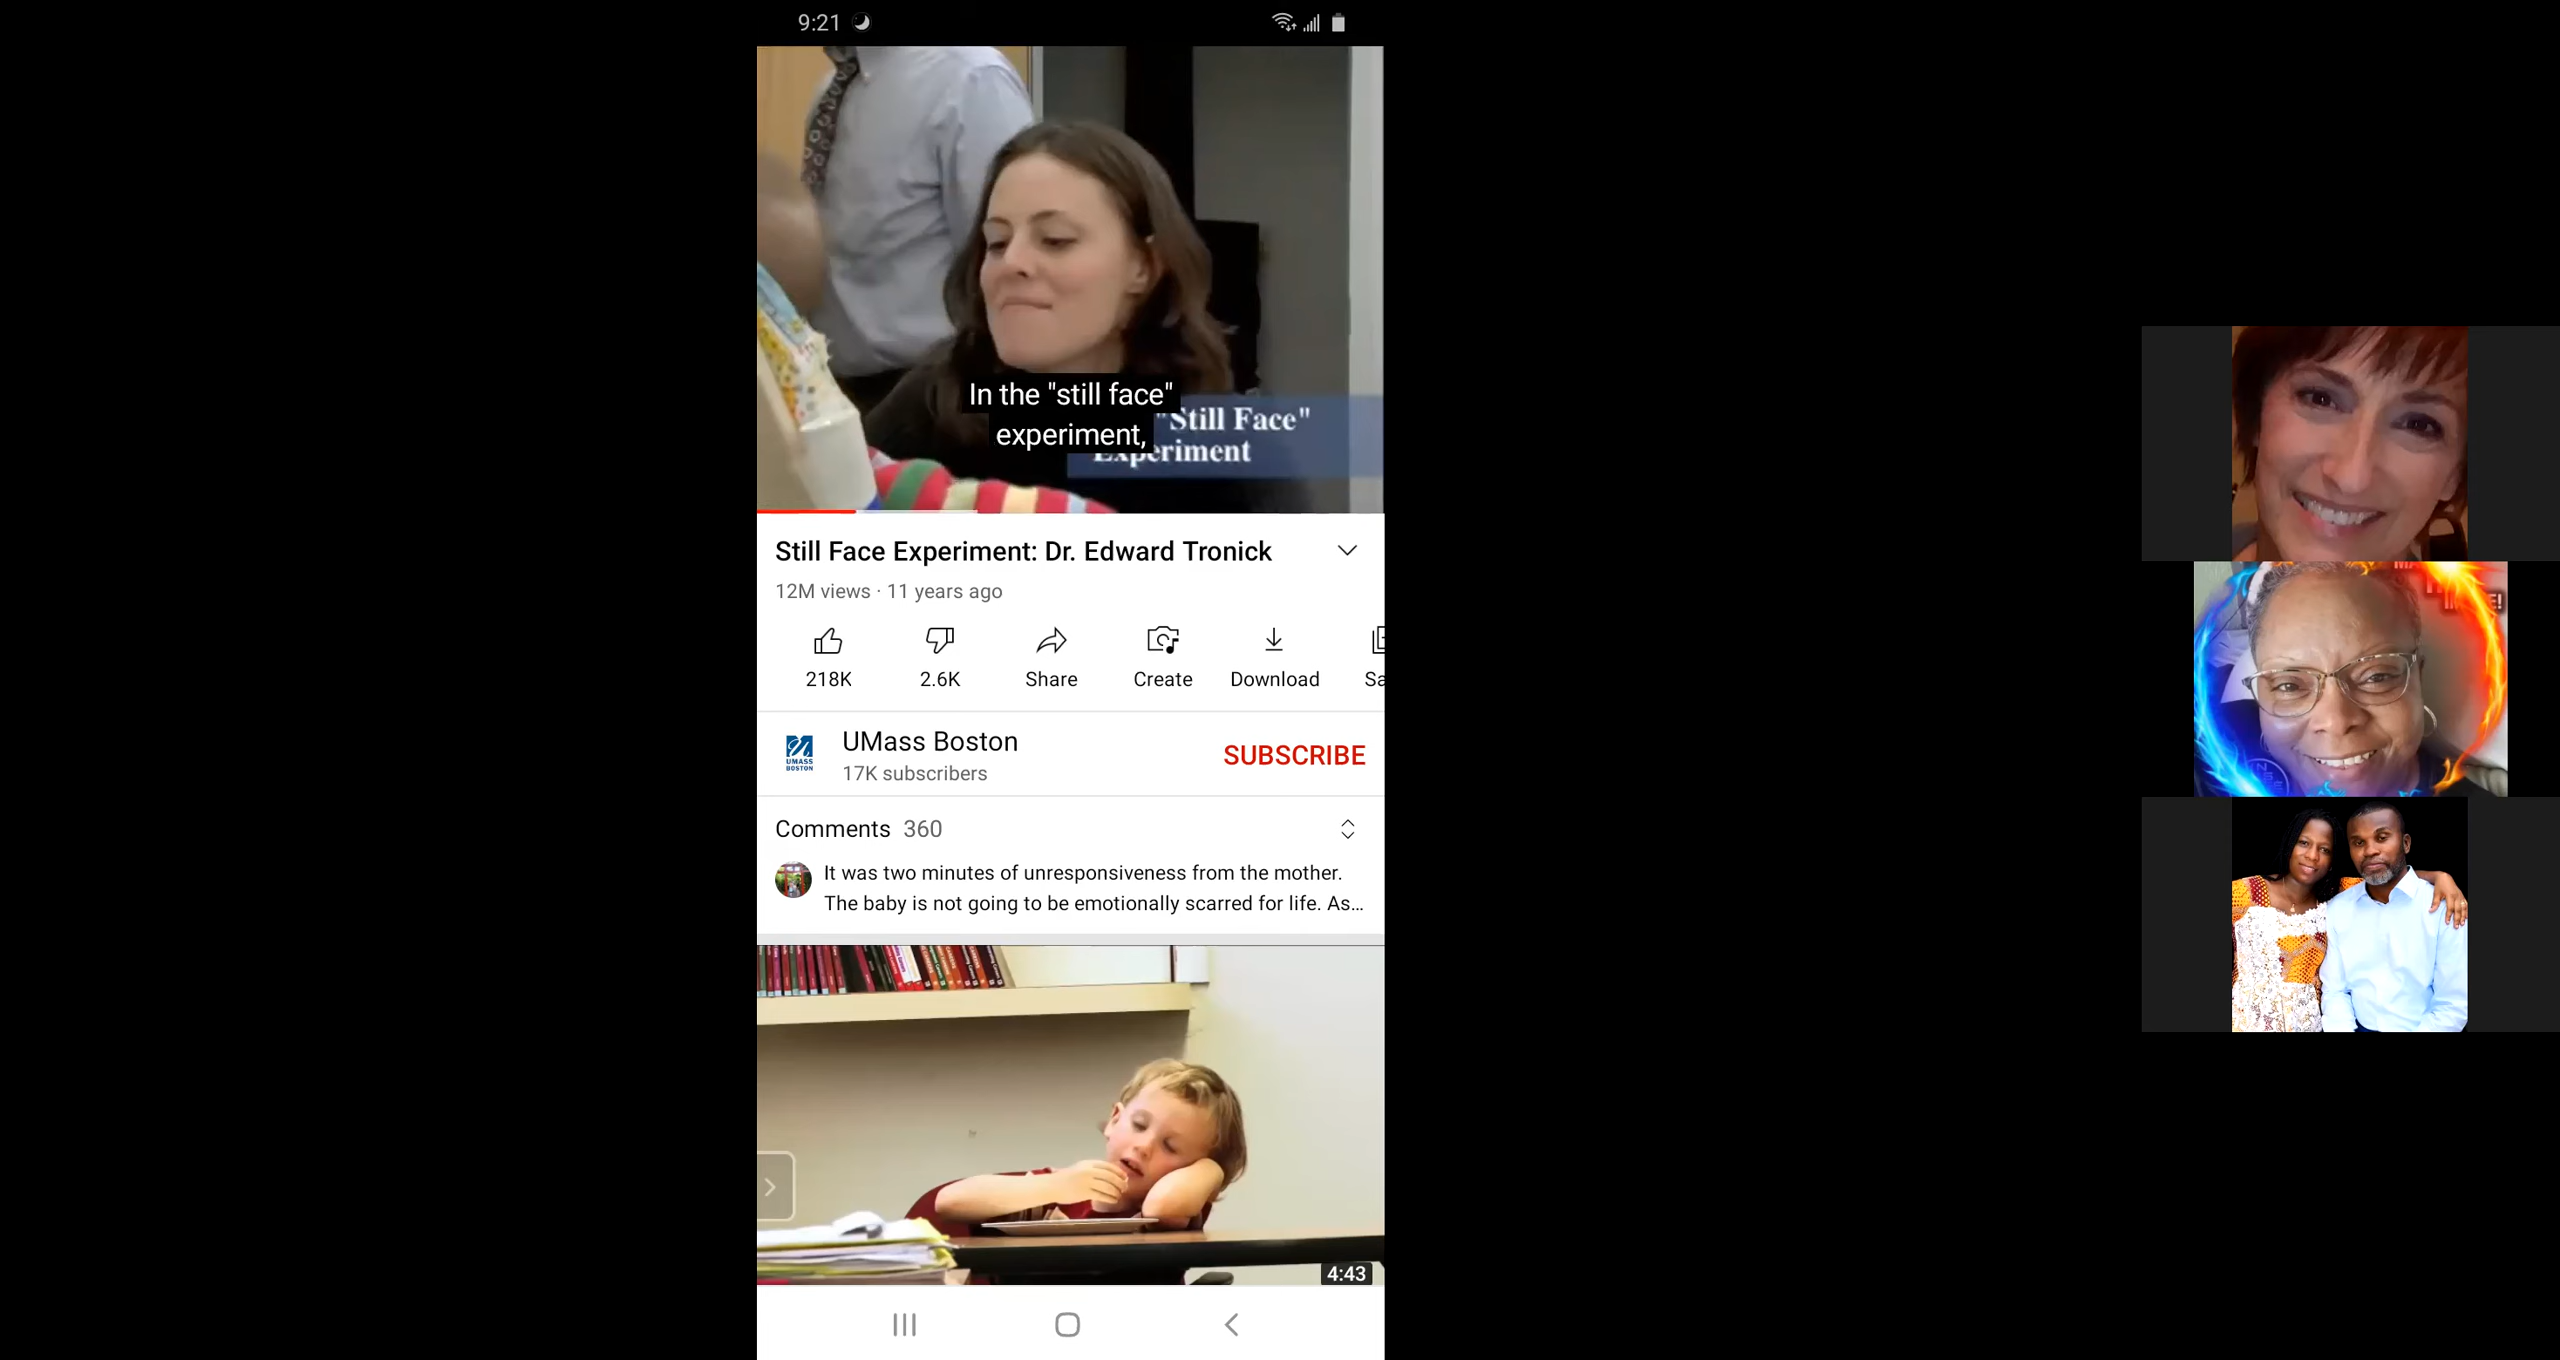 9:21
In the "still face"
experiment,
"Still Face"
Experiment
Still Face Experiment: Dr. Edward Tronick
12M views · 11 years ago
218K
2.6K
Share
Create
Download
Sa
UMASS
BOSTON
UMass Boston
17K subscribers
SUBSCRIBE
Comments 360
It was two minutes of unresponsiveness from the mother.
The baby is not going to be emotionally scarred for life. As...
4:43